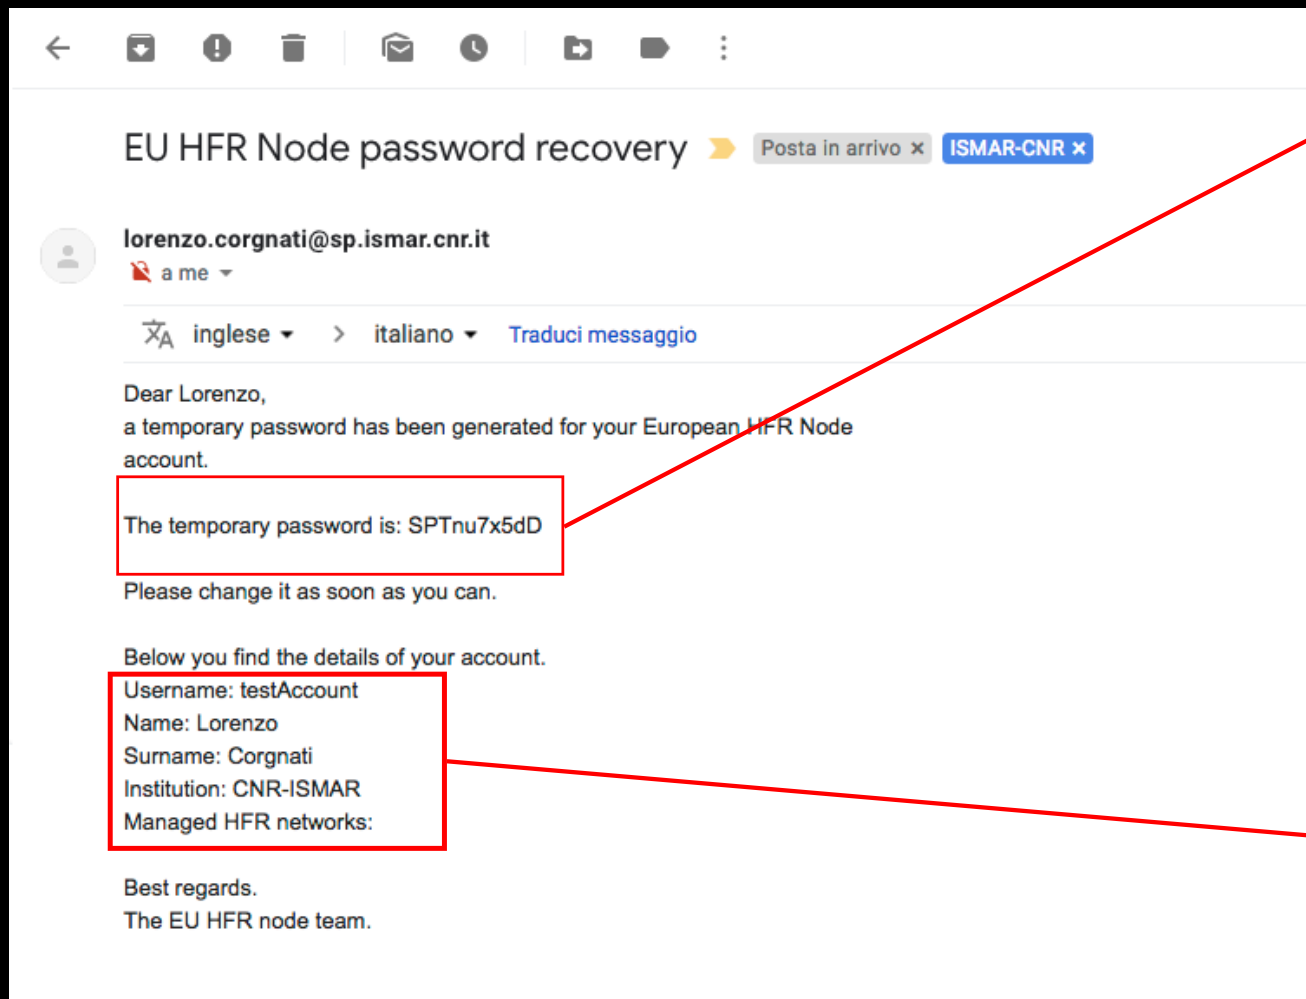 EU HFR Node password recovery Posta in arrivo × ISMAR-CNR ×
lorenzo.corgnati@sp.ismar.cnr.it
a me
inglese > italiano Traduci messaggio
Dear Lorenzo,
a temporary password has been generated for your European HFR Node
account.
The temporary password is: SPTnu7x5dD
Please change it as soon as you can.
Below you find the details of your account.
Username: testAccount
Name: Lorenzo
Surname: Corgnati
Institution: CNR-ISMAR
Managed HFR networks:
Best regards.
The EU HFR node team.